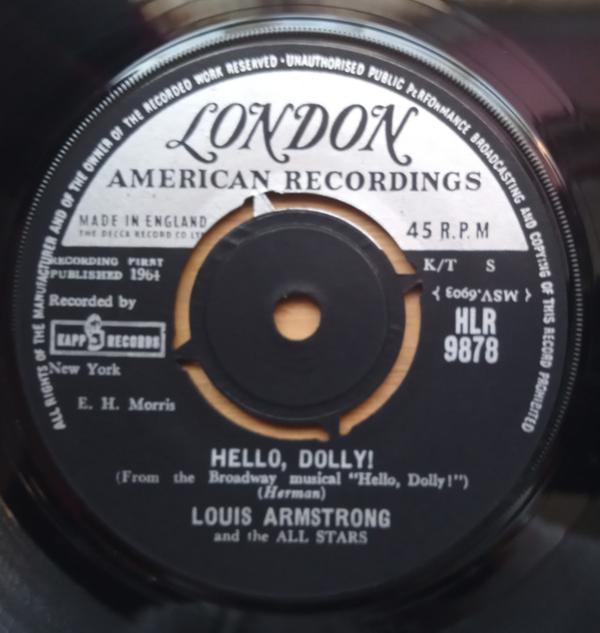 ALL RIGHTS OF THE MANUFACTURER AND OF THE OWNER OF THE RECORDED WORK RESERVED · UNAUTHORISED PUBLIC PERFORMANCE BROADCASTING AND COPYING OF THIS RECORD PROHIBITED
LONDON
AMERICAN RECORDINGS
MADE IN ENGLAND
THE DECCA RECORD CO LTD
45 R.P.M
RECORDING FIRST
PUBLISHED 1964
K/T S
Recorded by
MSV.6903
KAPP RECORDS
HLR
9878
New York
E. H. Morris
HELLO, DOLLY!
(From the Broadway musical "Hello, Dolly!")
(Herman)
LOUIS ARMSTRONG
and the ALL STARS